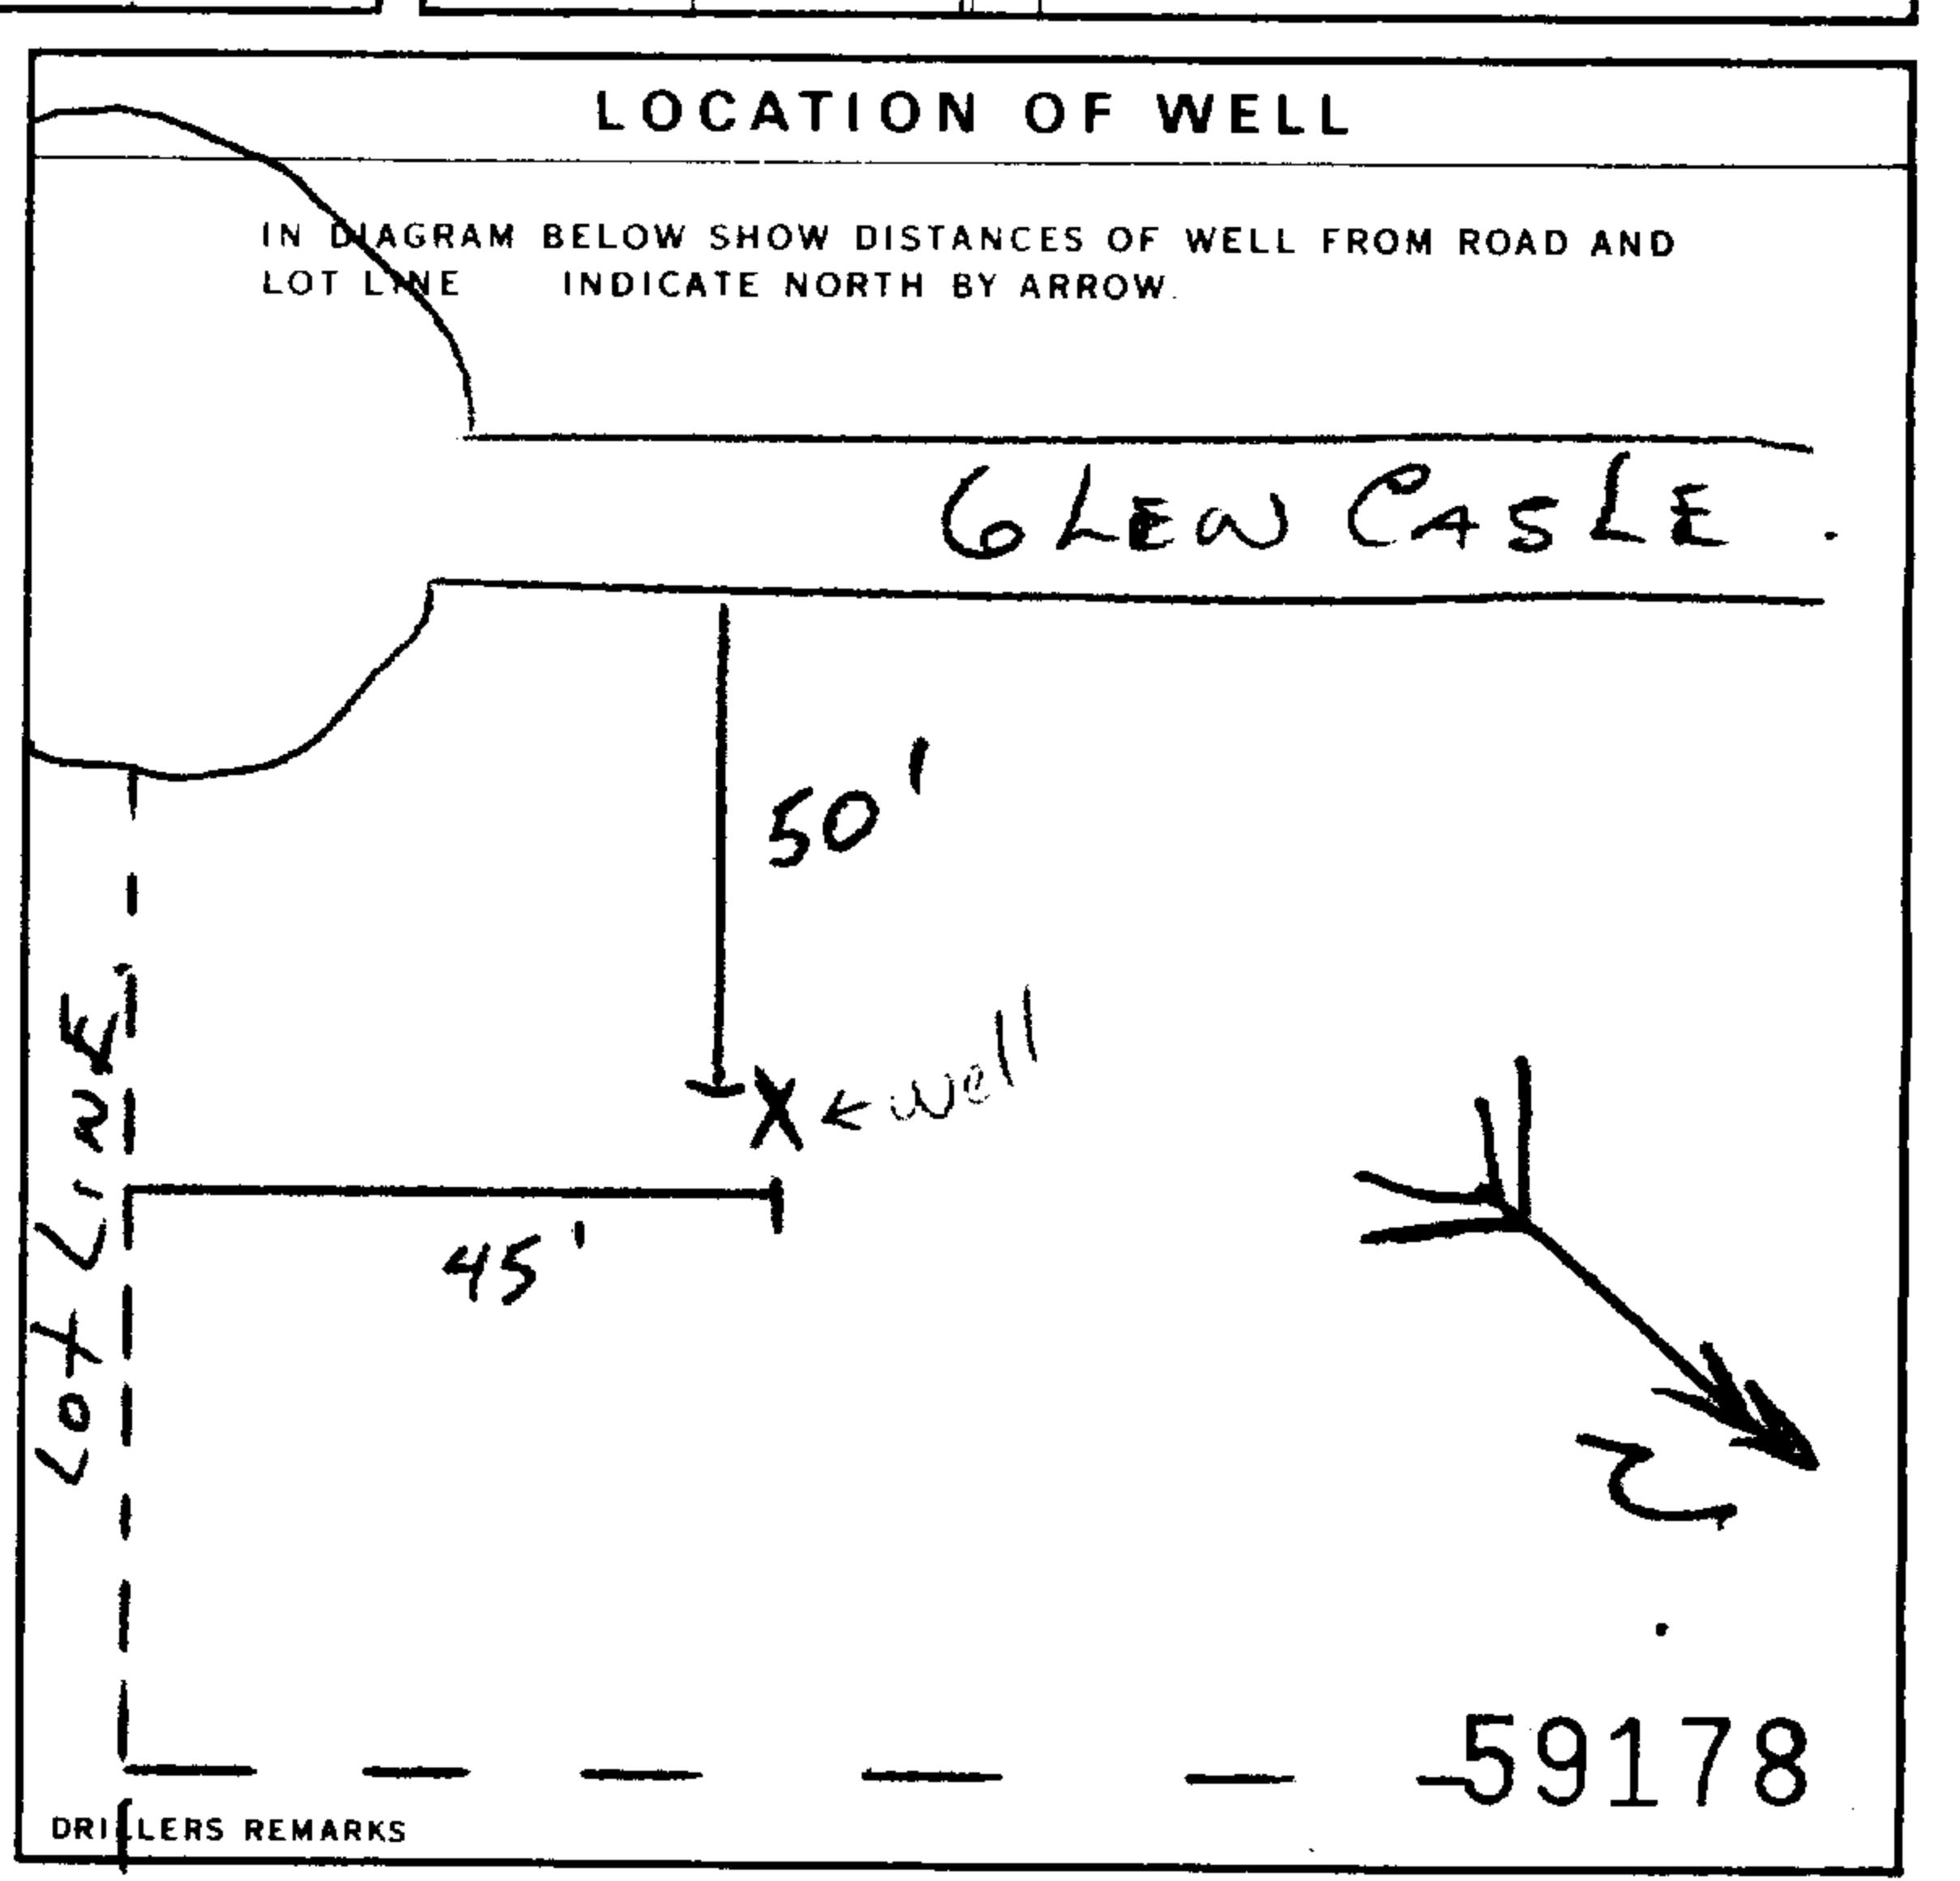 LOCATION OF WELL
IN DIAGRAM BELOW SHOW DISTANCES OF WELL FROM ROAD AND
LOT LINE INDICATE NORTH BY ARROW.
GLEN CASLE
50'
X ← well
45'
LoT LINE
N
59178
DRILLERS REMARKS